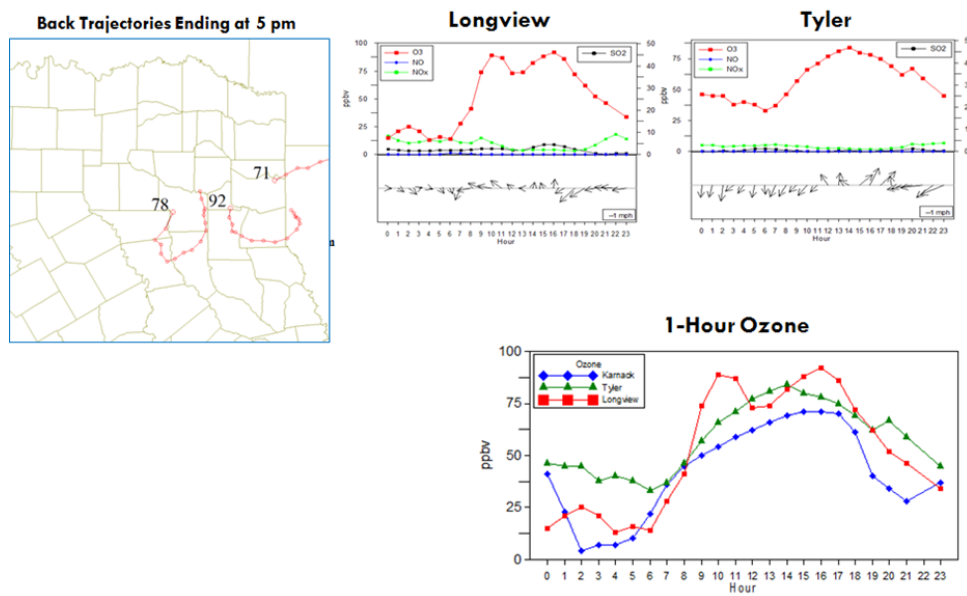 Back Trajectories Ending at 5 pm
71
78
92
Longview
O3
NO
NOx
SO2
ppbv
100
75
50
25
0
50
40
30
20
10
0
--1 mph
0 1 2 3 4 5 6 7 8 9 10 11 12 13 14 15 16 17 18 19 20 21 22 23
Hour
Tyler
O3
NO
NOx
SO2
ppbv
75
50
25
0
40
30
20
10
0
--1 mph
0 1 2 3 4 5 6 7 8 9 10 11 12 13 14 15 16 17 18 19 20 21 22 23
Hour
1-Hour Ozone
Ozone
Karnack
Tyler
Longview
ppbv
100
75
50
25
0
0 1 2 3 4 5 6 7 8 9 10 11 12 13 14 15 16 17 18 19 20 21 23
Hour